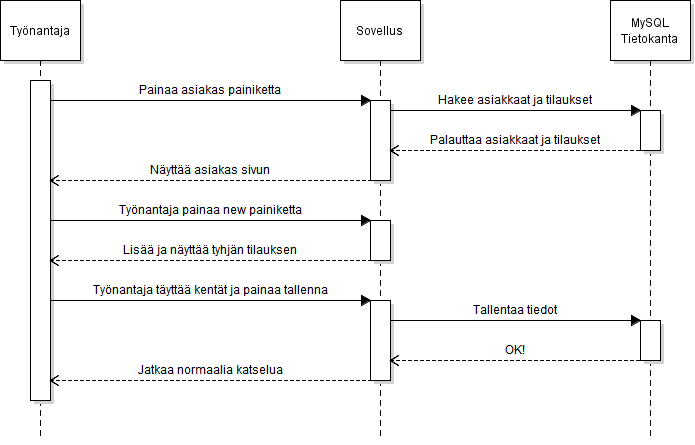 Työnantaja
Sovellus
MySQL
Tietokanta
Painaa asiakas painiketta
Hakee asiakkaat ja tilaukset
Palauttaa asiakkaat ja tilaukset
Näyttää asiakas sivun
Työnantaja painaa new painiketta
Lisää ja näyttää tyhjän tilauksen
Työnantaja täyttää kentät ja painaa tallenna
Tallentaa tiedot
OK!
Jatkaa normaalia katselua